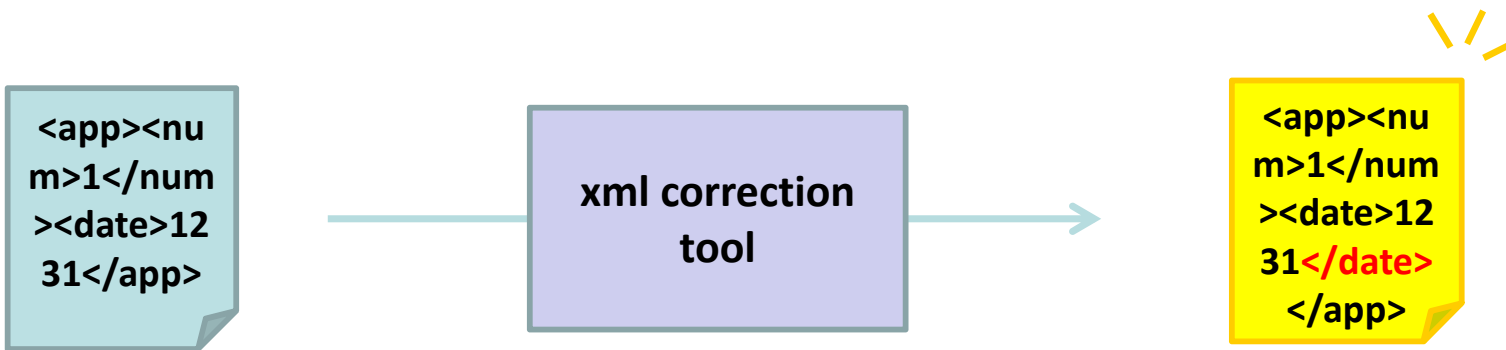 <app><nu
m>1</num
><date>12
31</app>
xml correction
tool
<app><nu
m>1</num
><date>12
31</date>
</app>